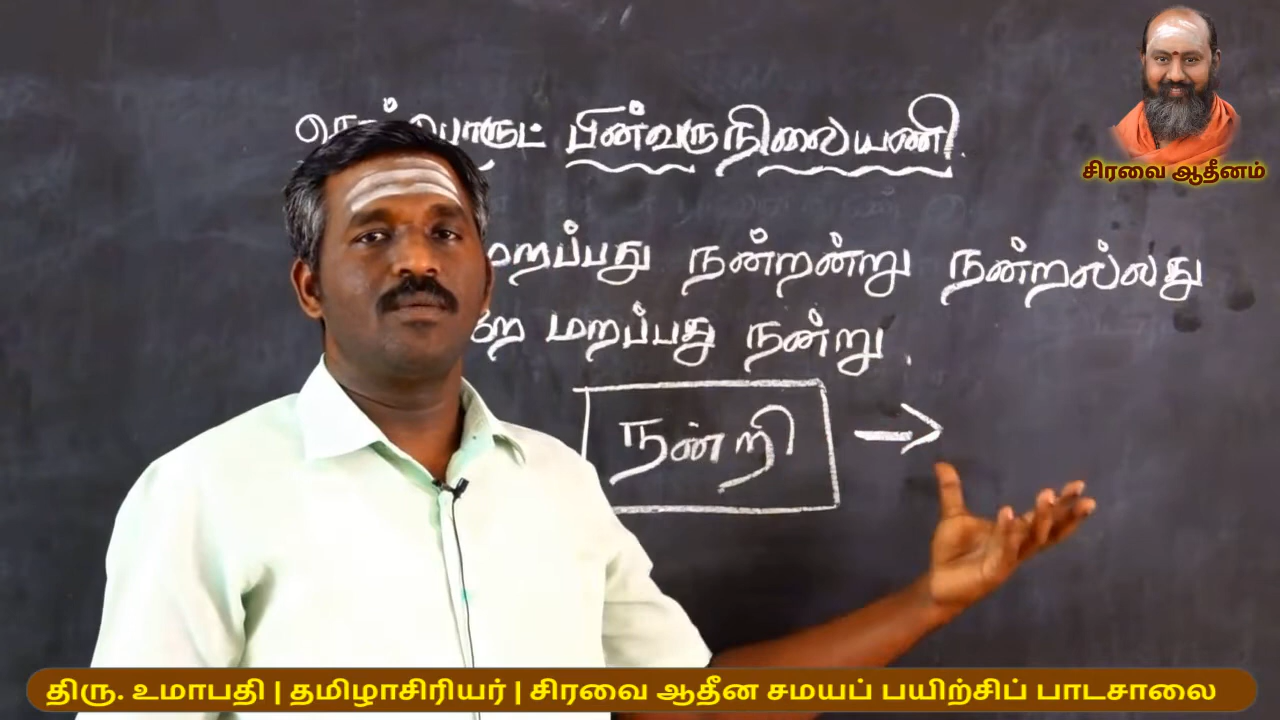 பின்வருநிலையணி.
சிரவை ஆதீனம்
மறப்பது நன்றன்று நன்றல்லது
மறப்பது நன்று.
நன்றி →
திரு. உமாபதி | தமிழாசிரியர் | சிரவை ஆதீன சமயப் பயிற்சிப் பாடசாலை